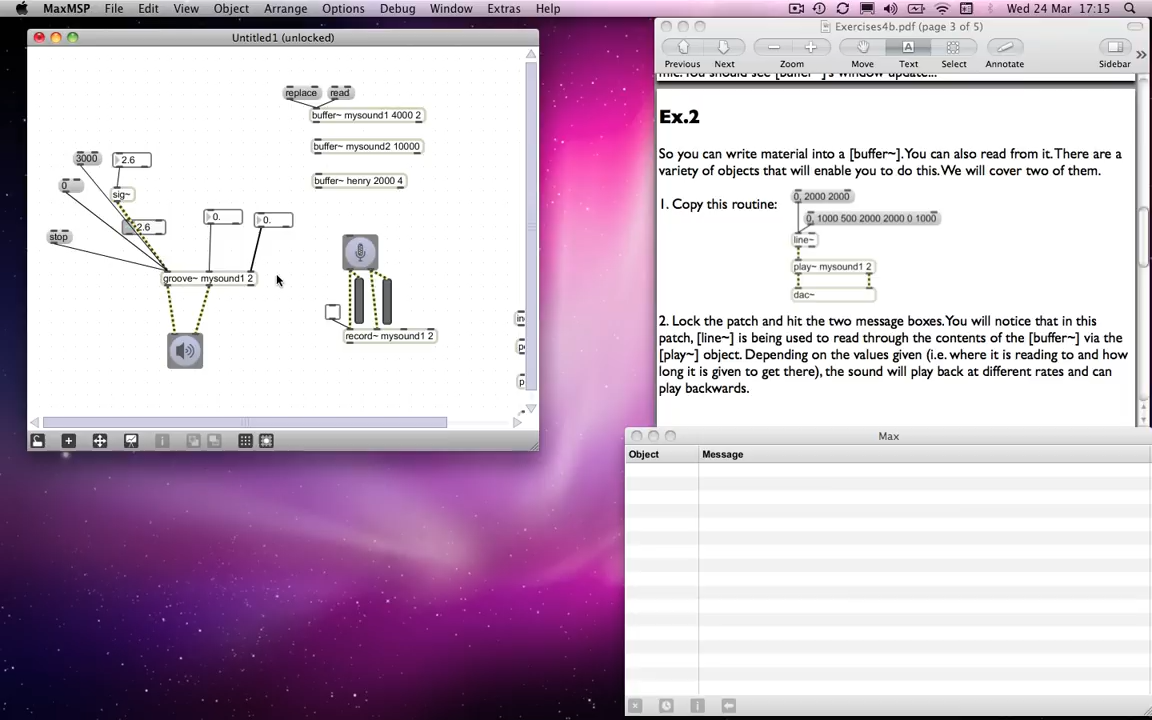 MaxMSP File Edit View Object Arrange Options Debug Window Extras Help Wed 24 Mar 17:15
Untitled1 (unlocked)
replace read
buffer~ mysound1 4000 2
buffer~ mysound2 10000
3000 2.6
buffer~ henry 2000 4
0 sig~
0. 0.
2.6
stop
groove~ mysound1 2
record~ mysound1 2
Exercises4b.pdf (page 3 of 5)
Previous Next Zoom Move Text Select Annotate Sidebar
Ex.2
So you can write material into a [buffer~]. You can also read from it. There are a
variety of objects that will enable you to do this. We will cover two of them.
1. Copy this routine:
0, 2000 2000
0, 1000 500 2000 2000 0 1000
line~
play~ mysound1 2
dac~
2. Lock the patch and hit the two message boxes. You will notice that in this
patch, [line~] is being used to read through the contents of the [buffer~] via the
[play~] object. Depending on the values given (i.e. where it is reading to and how
long it is given to get there), the sound will play back at different rates and can
play backwards.
Max
Object Message